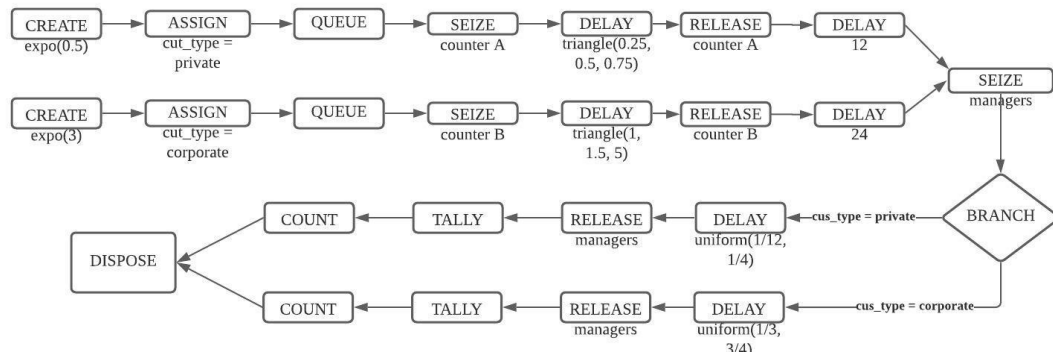 CREATE
expo(0.5)
ASSIGN
cut_type =
private
QUEUE
SEIZE
counter A
DELAY
triangle(0.25,
0.5, 0.75)
RELEASE
counter A
DELAY
12
SEIZE
managers
CREATE
expo(3)
ASSIGN
cut_type =
corporate
QUEUE
SEIZE
counter B
DELAY
triangle(1,
1.5, 5)
RELEASE
counter B
DELAY
24
BRANCH
cus_type = private
DELAY
uniform(1/12,
1/4)
RELEASE
managers
TALLY
COUNT
DISPOSE
cus_type = corporate
DELAY
uniform(1/3,
3/4)
RELEASE
managers
TALLY
COUNT